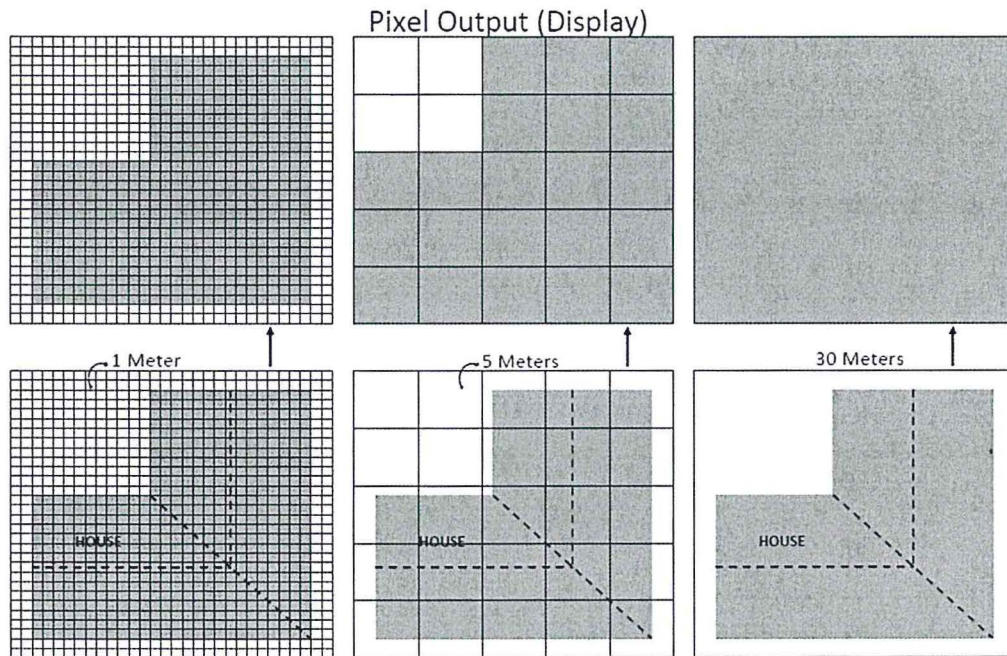 Pixel Output (Display)
1 Meter
5 Meters
30 Meters
HOUSE
HOUSE
HOUSE